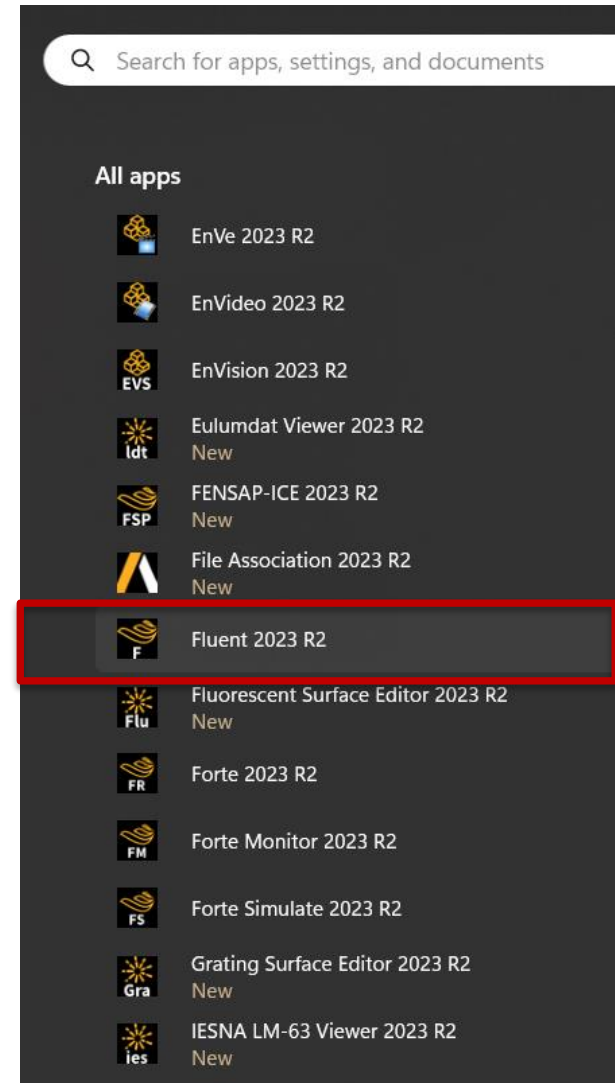 Search for apps, settings, and documents
All apps
EnVe 2023 R2
EnVideo 2023 R2
EVS
EnVision 2023 R2
ldt
Eulumdat Viewer 2023 R2
New
FSP
FENSAP-ICE 2023 R2
New
File Association 2023 R2
New
F
Fluent 2023 R2
Flu
Fluorescent Surface Editor 2023 R2
New
FR
Forte 2023 R2
FM
Forte Monitor 2023 R2
FS
Forte Simulate 2023 R2
Gra
Grating Surface Editor 2023 R2
New
ies
IESNA LM-63 Viewer 2023 R2
New